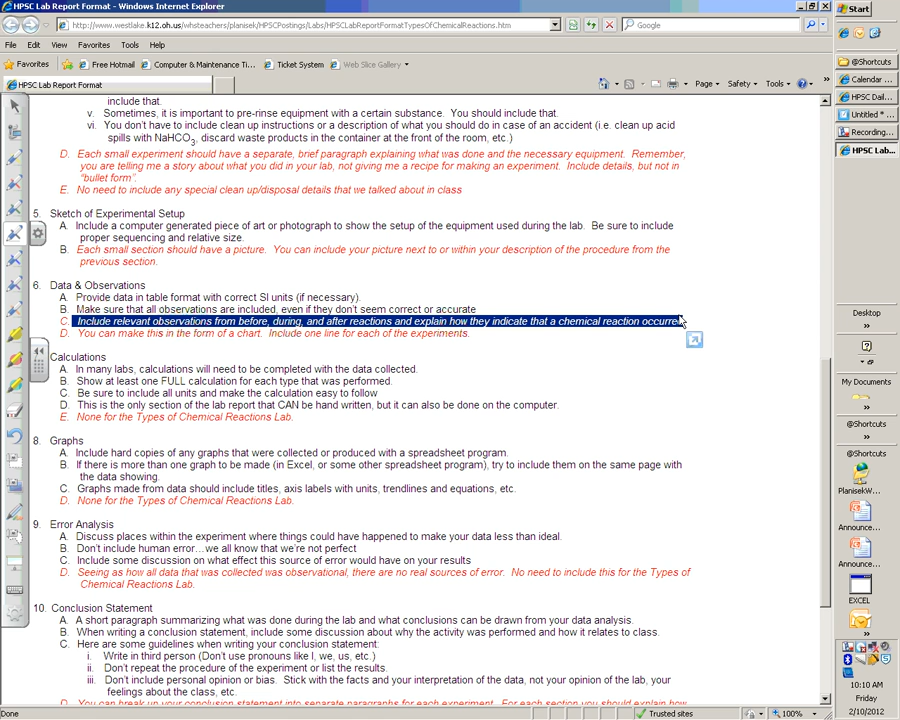 HPSC Lab Report Format - Windows Internet Explorer
Start
http://www.westlake.k12.oh.us/whsteachers/planisek/HPSCPostings/Labs/HPSCLabReportFormatTypesOfChemicalReactions.htm
Google
File Edit View Favorites Tools Help
Favorites Free Hotmail Computer & Maintenance Ti... Ticket System Web Slice Gallery
HPSC Lab Report Format
Page Safety Tools
include that.
v. Sometimes, it is important to pre-rinse equipment with a certain substance. You should include that.
vi. You don't have to include clean up instructions or a description of what you should do in case of an accident (i.e. clean up acid
spills with NaHCO3, discard waste products in the container at the front of the room, etc.)
D. Each small experiment should have a separate, brief paragraph explaining what was done and the necessary equipment. Remember,
you are telling me a story about what you did in your lab, not giving me a recipe for making an experiment. Include details, but not in
"bullet form".
E. No need to include any special clean up/disposal details that we talked about in class
5. Sketch of Experimental Setup
A. Include a computer generated piece of art or photograph to show the setup of the equipment used during the lab. Be sure to include
proper sequencing and relative size.
B. Each small section should have a picture. You can include your picture next to or within your description of the procedure from the
previous section.
6. Data & Observations
A. Provide data in table format with correct SI units (if necessary).
B. Make sure that all observations are included, even if they don't seem correct or accurate
C. Include relevant observations from before, during, and after reactions and explain how they indicate that a chemical reaction occurred.
D. You can make this in the form of a chart. Include one line for each of the experiments.
Calculations
A. In many labs, calculations will need to be completed with the data collected.
B. Show at least one FULL calculation for each type that was performed.
C. Be sure to include all units and make the calculation easy to follow
D. This is the only section of the lab report that CAN be hand written, but it can also be done on the computer.
E. None for the Types of Chemical Reactions Lab.
8. Graphs
A. Include hard copies of any graphs that were collected or produced with a spreadsheet program.
B. If there is more than one graph to be made (in Excel, or some other spreadsheet program), try to include them on the same page with
the data showing.
C. Graphs made from data should include titles, axis labels with units, trendlines and equations, etc.
D. None for the Types of Chemical Reactions Lab.
9. Error Analysis
A. Discuss places within the experiment where things could have happened to make your data less than ideal.
B. Don't include human error…we all know that we're not perfect
C. Include some discussion on what effect this source of error would have on your results
D. Seeing as how all data that was collected was observational, there are no real sources of error. No need to include this for the Types of
Chemical Reactions Lab.
10. Conclusion Statement
A. A short paragraph summarizing what was done during the lab and what conclusions can be drawn from your data analysis.
B. When writing a conclusion statement, include some discussion about why the activity was performed and how it relates to class.
C. Here are some guidelines when writing your conclusion statement:
i. Write in third person (Don't use pronouns like I, we, us, etc.)
ii. Don't repeat the procedure of the experiment or list the results.
iii. Don't include personal opinion or bias. Stick with the facts and your interpretation of the data, not your opinion of the lab, your
feelings about the class, etc.
D. You can break up your conclusion statement into separate paragraphs for each experiment. For each section you should explain how
Done
Trusted sites
100%
@Shortcuts
Calendar ...
HPSC Dail...
Untitled * ...
Recording...
HPSC Lab...
Desktop
My Documents
@Shortcuts
@Shortcuts
PlanisekW...
Announce...
Announce...
EXCEL
10:10 AM
Friday
2/10/2012